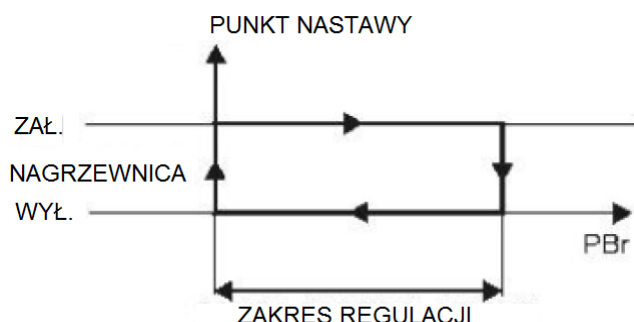 PUNKT NASTAWY
ZAŁ.
NAGRZEWNICA
WYŁ.
PBr
ZAKRES REGULACJI